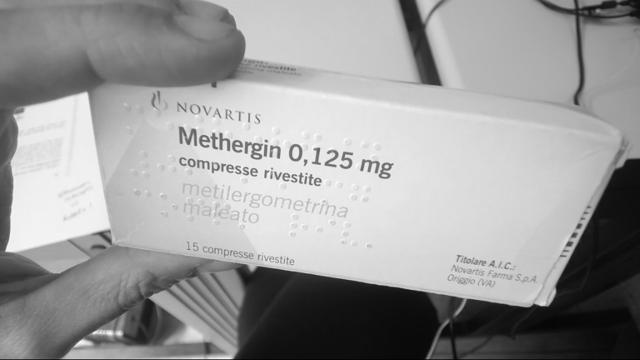 NOVARTIS
Methergin 0,125 mg
compresse rivestite
metilergometrina
maleato
15 compresse rivestite
Titolare A.I.C.:
Novartis Farma S.p.A.
Origgio (VA)